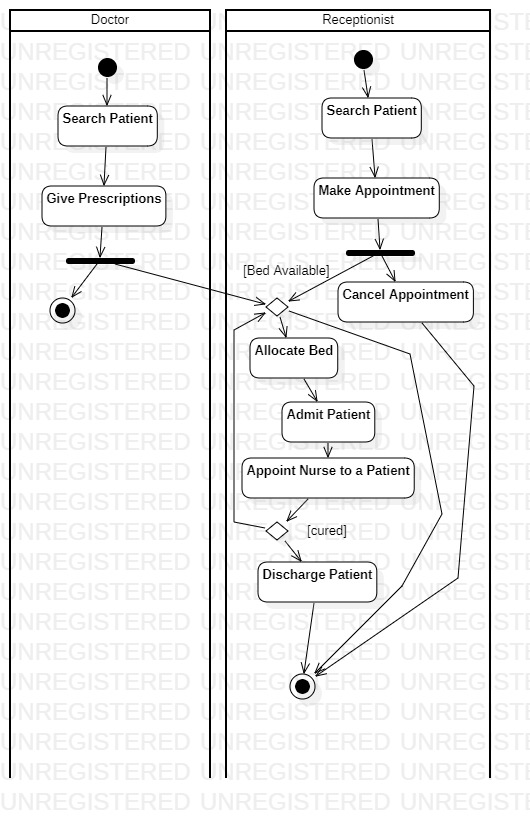 Doctor
Receptionist
Search Patient
Search Patient
Give Prescriptions
Make Appointment
[Bed Available]
Cancel Appointment
Allocate Bed
Admit Patient
Appoint Nurse to a Patient
[cured]
Discharge Patient
UNREGISTERED UNREGISTERED UNREGISTERED